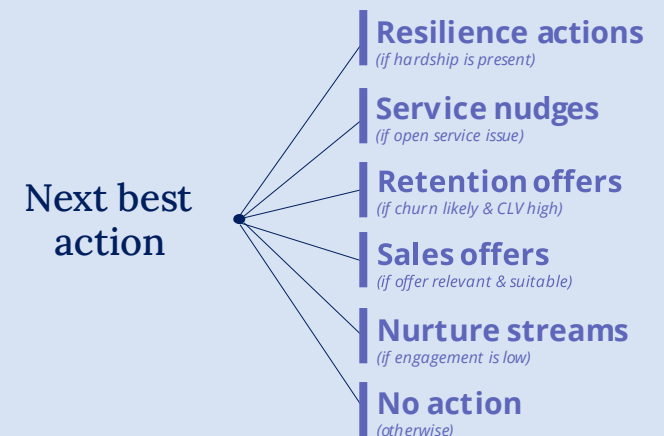 Next best
action
Resilience actions
(if hardship is present)
Service nudges
(if open service issue)
Retention offers
(if churn likely & CLV high)
Sales offers
(if offer relevant & suitable)
Nurture streams
(if engagement is low)
No action
(otherwise)